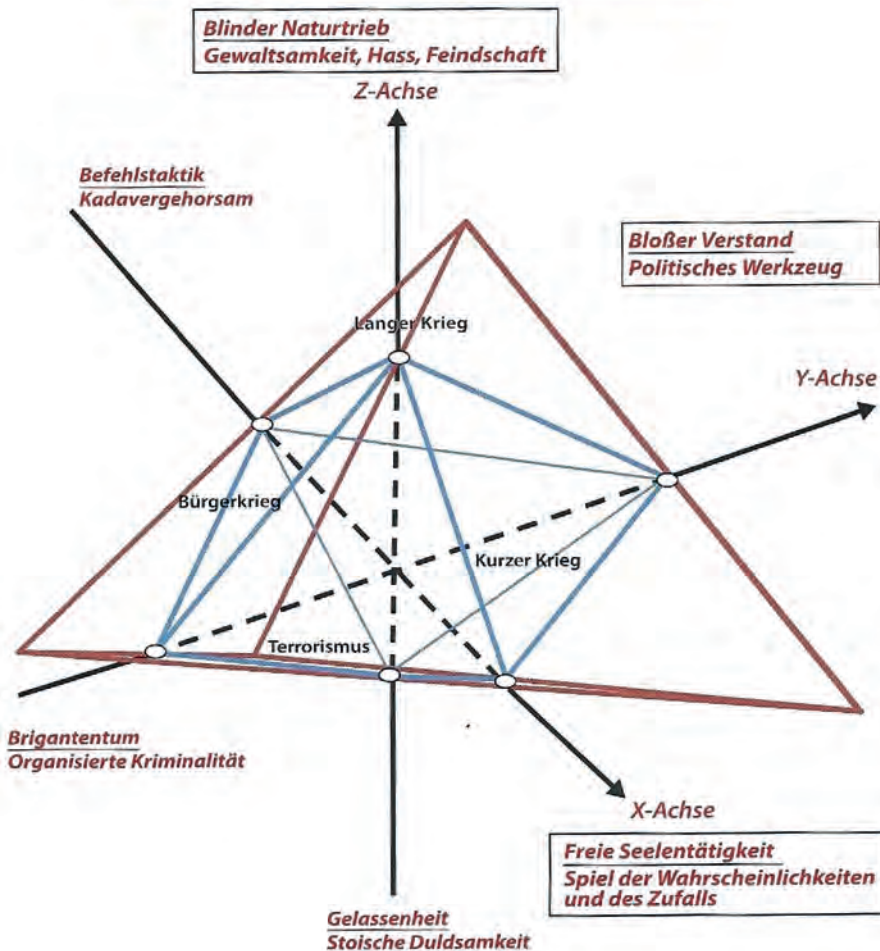 Blinder Naturtrieb
Gewaltsamkeit, Hass, Feindschaft
Z-Achse
Befehlstaktik
Kadavergehorsam
Bloßer Verstand
Politisches Werkzeug
Langer Krieg
Y-Achse
Bürgerkrieg
Kurzer Krieg
Terrorismus
Brigantentum
Organisierte Kriminalität
X-Achse
Freie Seelentätigkeit
Spiel der Wahrscheinlichkeiten
und des Zufalls
Gelassenheit
Stoische Duldsamkeit